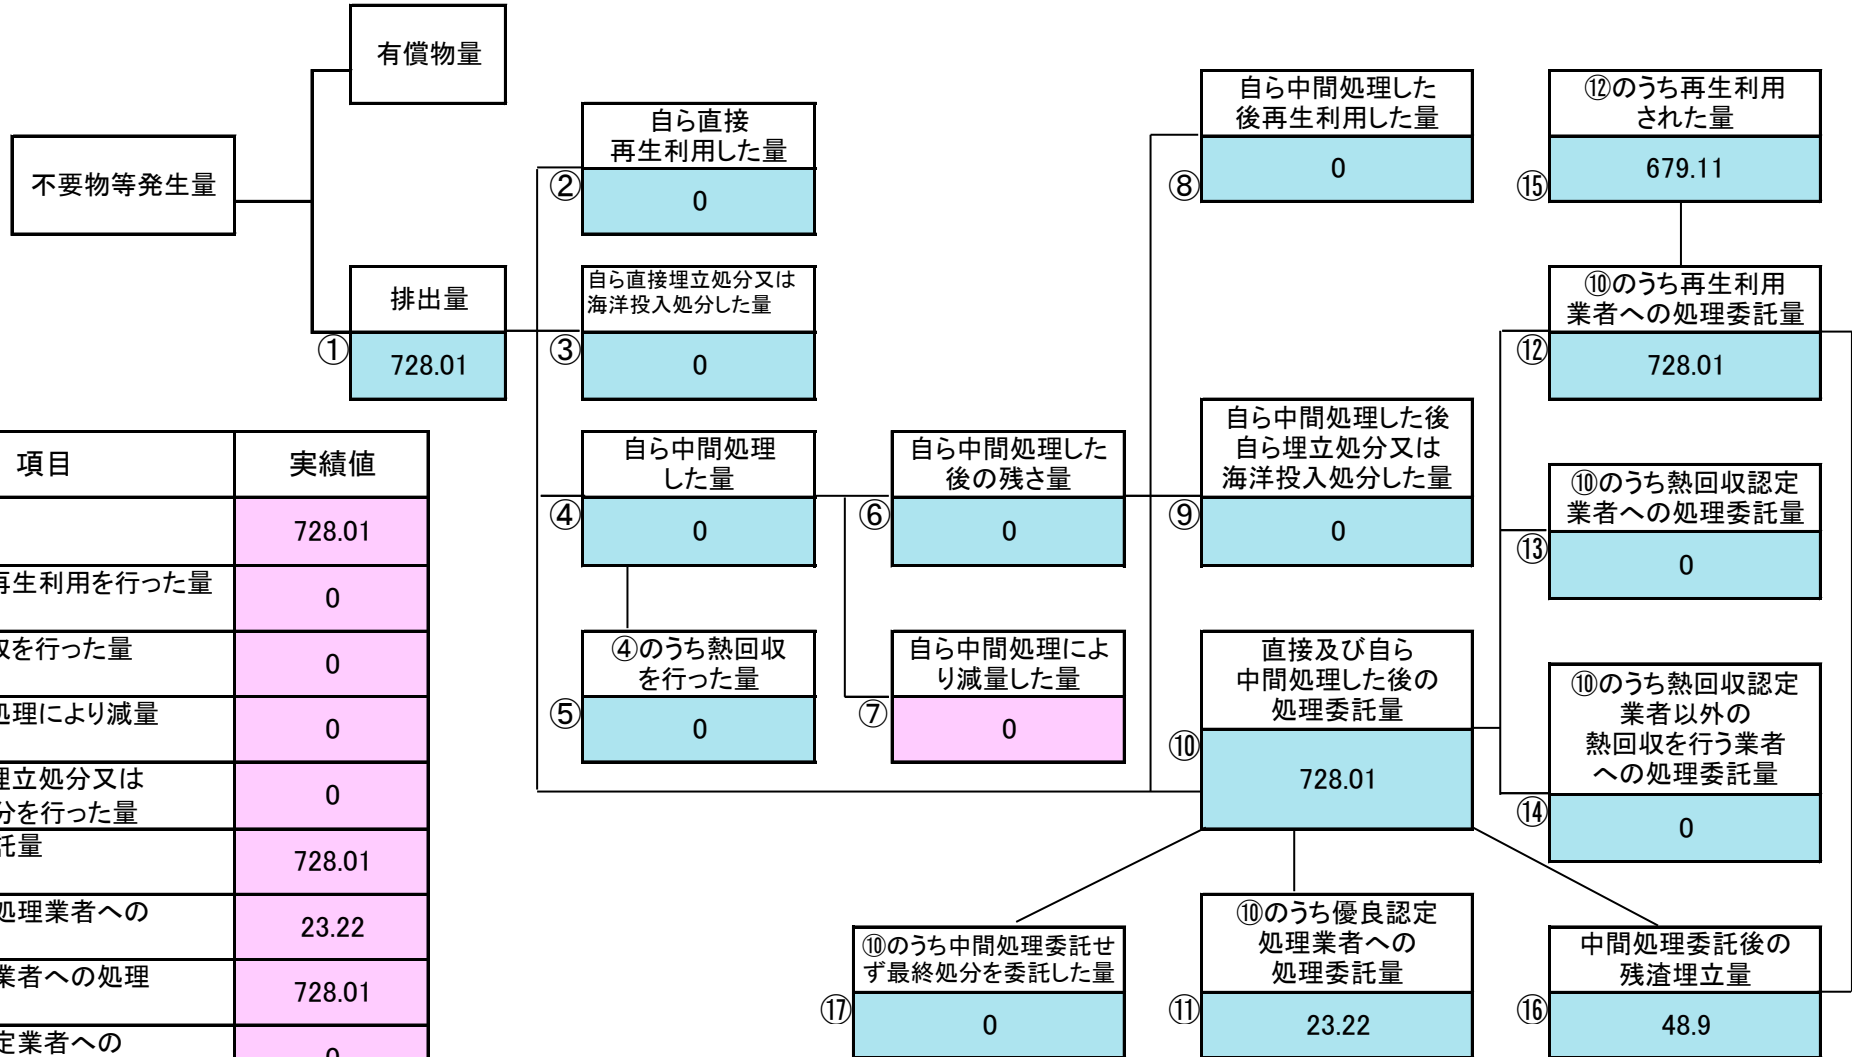 有償物量
不要物等発生量
排出量
①
728.01
自ら直接
再生利用した量
②
0
自ら直接埋立処分又は
海洋投入処分した量
③
0
自ら中間処理
した量
④
0
④のうち熱回収
を行った量
⑤
0
自ら中間処理した
後の残さ量
⑥
0
自ら中間処理によ
り減量した量
⑦
0
自ら中間処理した
後再生利用した量
⑧
0
自ら中間処理した後
自ら埋立処分又は
海洋投入処分した量
⑨
0
直接及び自ら
中間処理した後の
処理委託量
⑩
728.01
⑩のうち優良認定
処理業者への
処理委託量
⑪
23.22
⑫のうち再生利用
された量
⑮
679.11
⑩のうち再生利用
業者への処理委託量
⑫
728.01
⑩のうち熱回収認定
業者への処理委託量
⑬
0
⑩のうち熱回収認定
業者以外の
熱回収を行う業者
への処理委託量
⑭
0
中間処理委託後の
残渣埋立量
⑯
48.9
⑩のうち中間処理委託せ
ず最終処分を委託した量
⑰
0
項目 実績値
728.01
再生利用を行った量 0
収を行った量 0
処理により減量 0
埋立処分又は
分を行った量 0
託量 728.01
処理業者への 23.22
業者への処理 728.01
定業者への 0